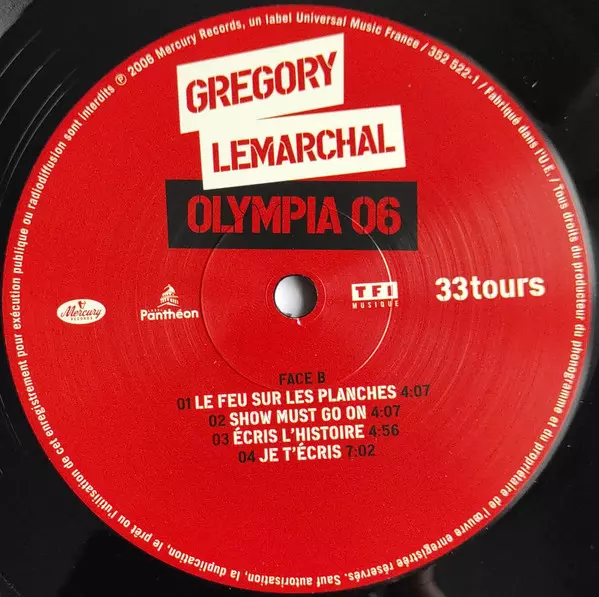 ℗ 2006 Mercury Records, un label Universal Music France / 352 522-1 / Fabriqué dans l'U.E. / Tous droits du producteur du phonogramme et du propriétaire de l'œuvre enregistrée réservés. Sauf autorisation, la duplication, le prêt ou l'utilisation de cet enregistrement pour exécution publique ou radiodiffusion sont interdits
GREGORY
LEMARCHAL
OLYMPIA 06
Mercury
RECORDS
Panthéon
TF1
MUSIQUE
33tours
FACE B
01 LE FEU SUR LES PLANCHES 4:07
02 SHOW MUST GO ON 4:07
03 ÉCRIS L'HISTOIRE 4:56
04 JE T'ÉCRIS 7:02